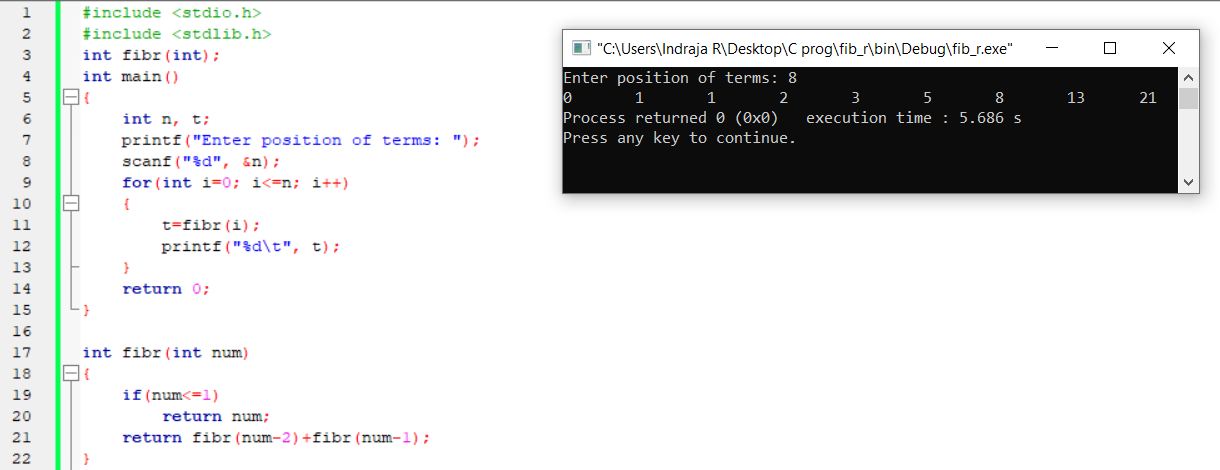 1 #include <stdio.h>
2 #include <stdlib.h>
3 int fibr(int);
4 int main()
5 {
6 int n, t;
7 printf("Enter position of terms: ");
8 scanf("%d", &n);
9 for(int i=0; i<=n; i++)
10 {
11 t=fibr(i);
12 printf("%d\t", t);
13 }
14 return 0;
15 }
16
17 int fibr(int num)
18 {
19 if(num<=1)
20 return num;
21 return fibr(num-2)+fibr(num-1);
22 }
"C:\Users\Indraja R\Desktop\C prog\fib_r\bin\Debug\fib_r.exe"
Enter position of terms: 8
0 1 1 2 3 5 8 13 21
Process returned 0 (0x0) execution time : 5.686 s
Press any key to continue.